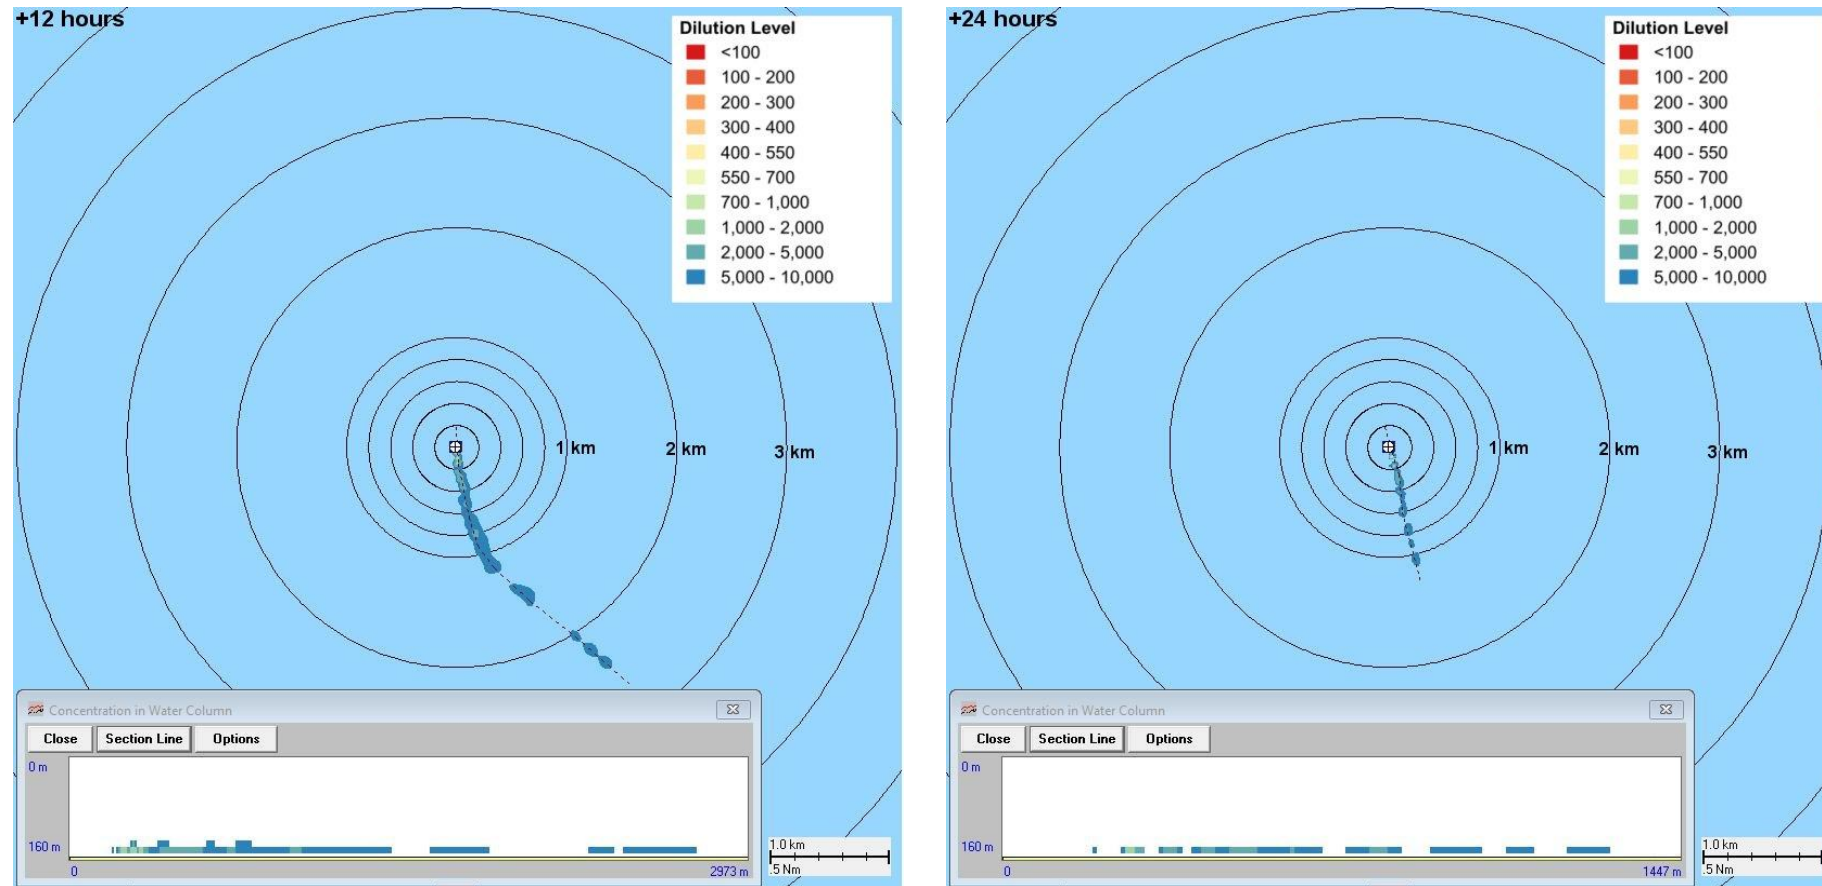 +12 hours
Dilution Level
<100
100 - 200
200 - 300
300 - 400
400 - 550
550 - 700
700 - 1,000
1,000 - 2,000
2,000 - 5,000
5,000 - 10,000
1 km
2 km
3 km
Concentration in Water Column
Close
Section Line
Options
0 m
160 m
0
2973 m
1.0 km
.5 Nm
+24 hours
Dilution Level
<100
100 - 200
200 - 300
300 - 400
400 - 550
550 - 700
700 - 1,000
1,000 - 2,000
2,000 - 5,000
5,000 - 10,000
1 km
2 km
3 km
Concentration in Water Column
Close
Section Line
Options
0 m
160 m
0
1447 m
1.0 km
.5 Nm